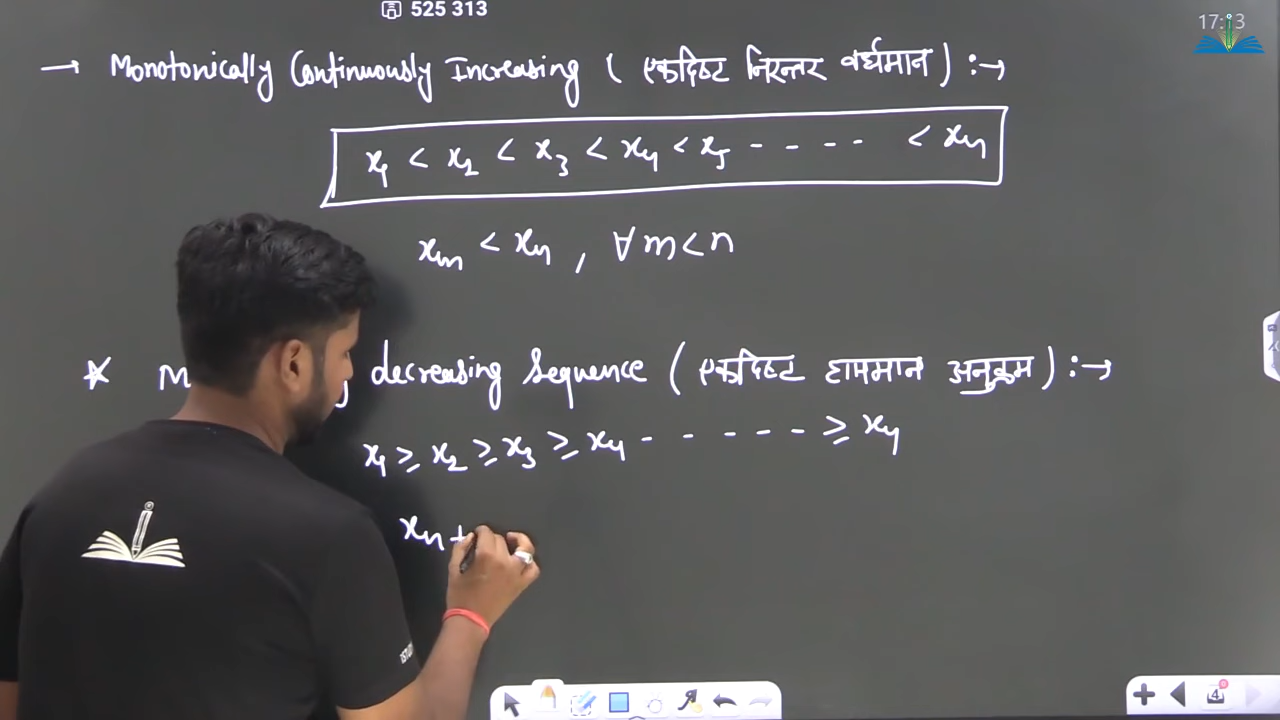 525 313
17:13
→ Monotonically Continuously Increasing ( एकदिष्ट निरन्तर वर्धमान ) :→
x₁ < x₂ < x₃ < x₄ < x₅ - - - - < xₙ
xₘ < xₙ , ∀ m < n
* M decreasing Sequence ( एकदिष्ट हासमान अनुक्रम ) :→
x₁ ≥ x₂ ≥ x₃ ≥ x₄ - - - - - ≥ xₙ
xₙ +
4